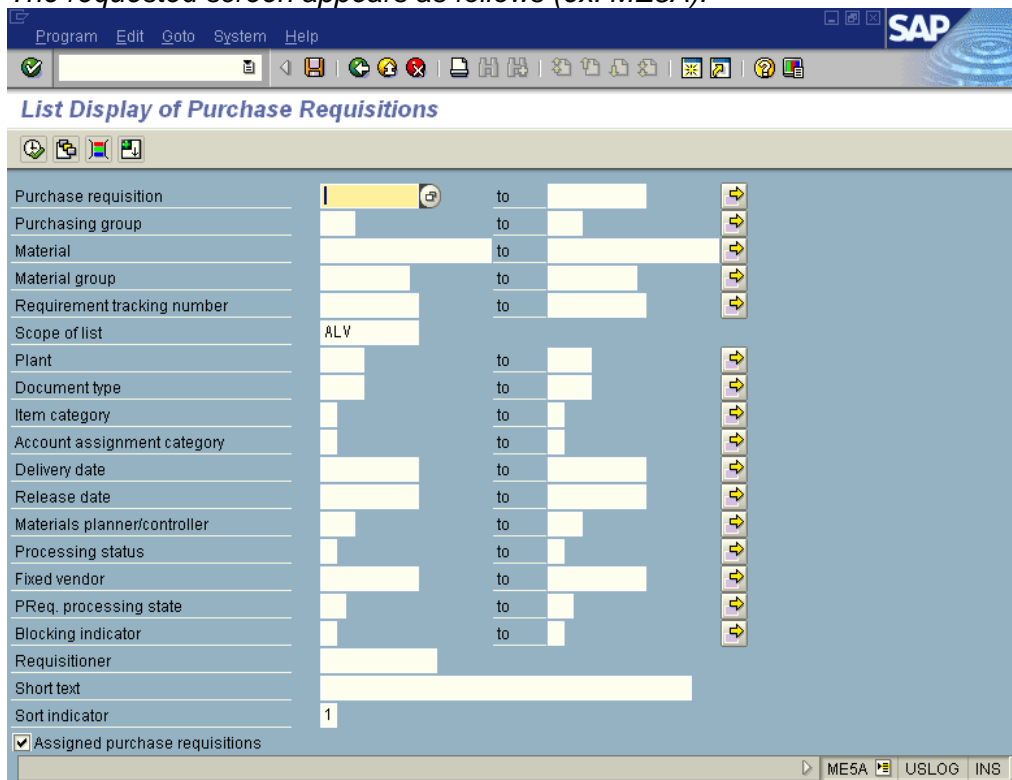 The requested screen appears as follows (ex. ME5A).
Program Edit Goto System Help
SAP
List Display of Purchase Requisitions
Purchase requisition to
Purchasing group to
Material to
Material group to
Requirement tracking number to
Scope of list ALV
Plant to
Document type to
Item category to
Account assignment category to
Delivery date to
Release date to
Materials planner/controller to
Processing status to
Fixed vendor to
PReq. processing state to
Blocking indicator to
Requisitioner
Short text
Sort indicator 1
Assigned purchase requisitions
ME5A USLOG INS